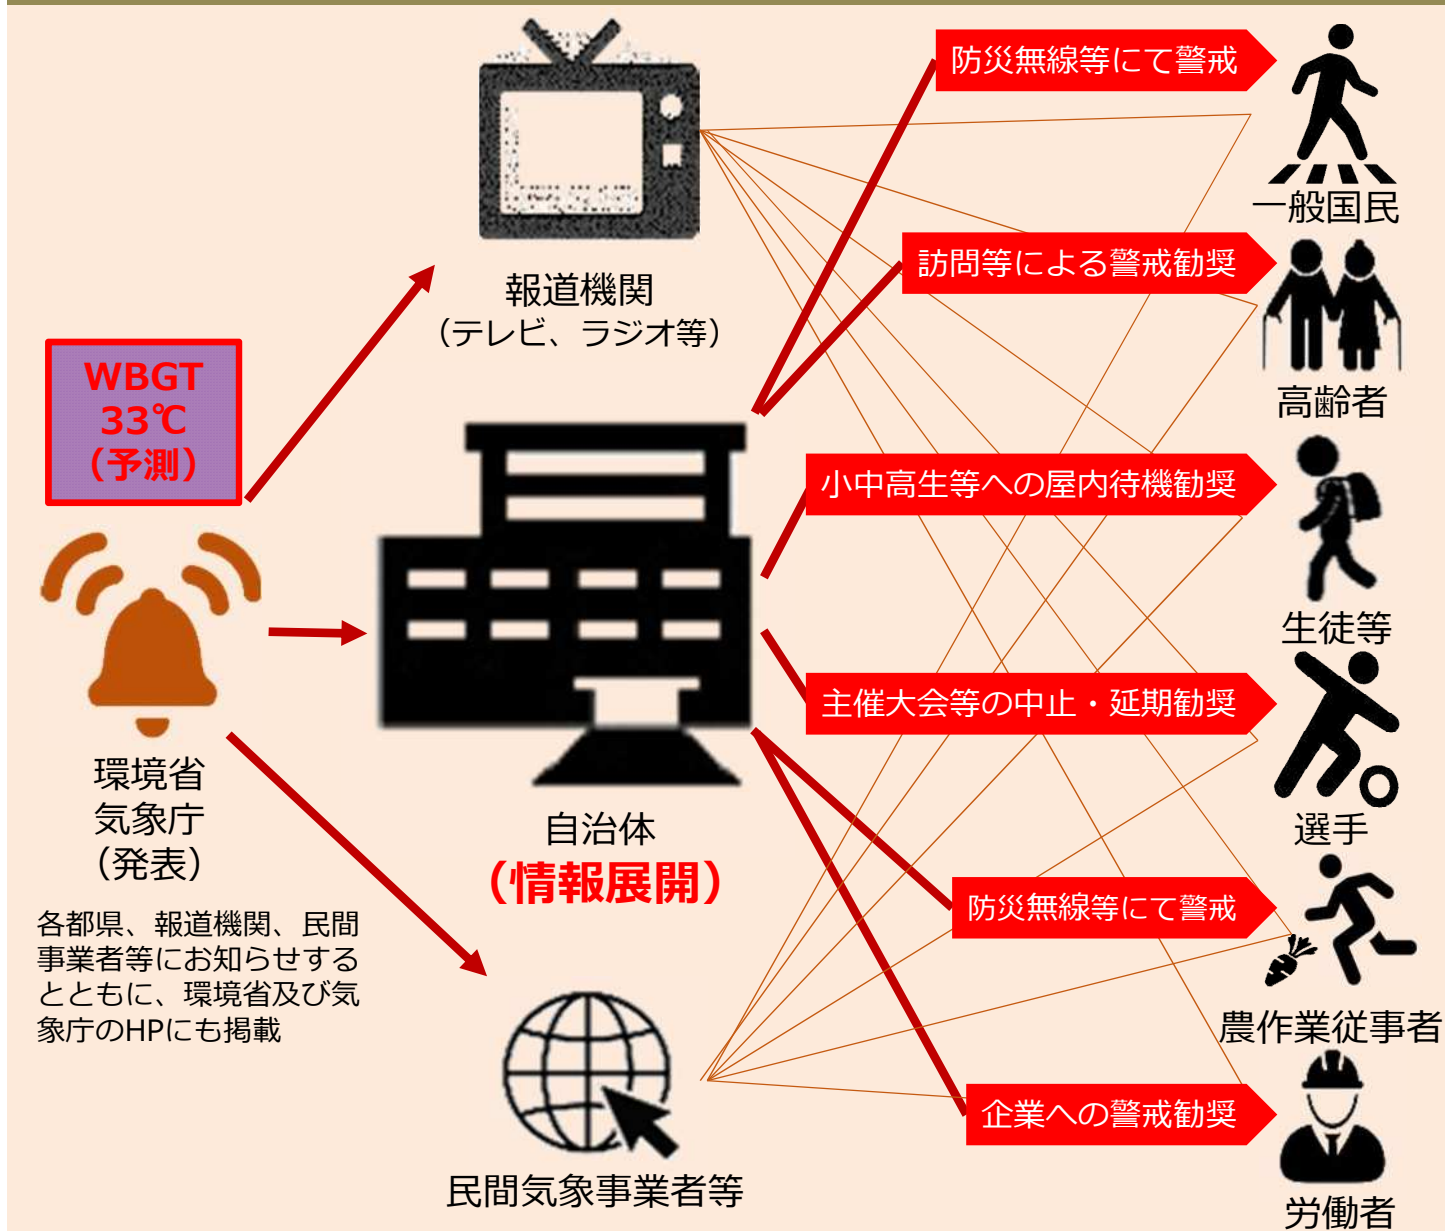 WBGT
33℃
（予測）
環境省
気象庁
（発表）
各都県、報道機関、民間
事業者等にお知らせする
とともに、環境省及び気
象庁のHPにも掲載
報道機関
（テレビ、ラジオ等）
自治体
（情報展開）
民間気象事業者等
防災無線等にて警戒
一般国民
訪問等による警戒勧奨
高齢者
小中高生等への屋内待機勧奨
生徒等
主催大会等の中止・延期勧奨
選手
防災無線等にて警戒
農作業従事者
企業への警戒勧奨
労働者